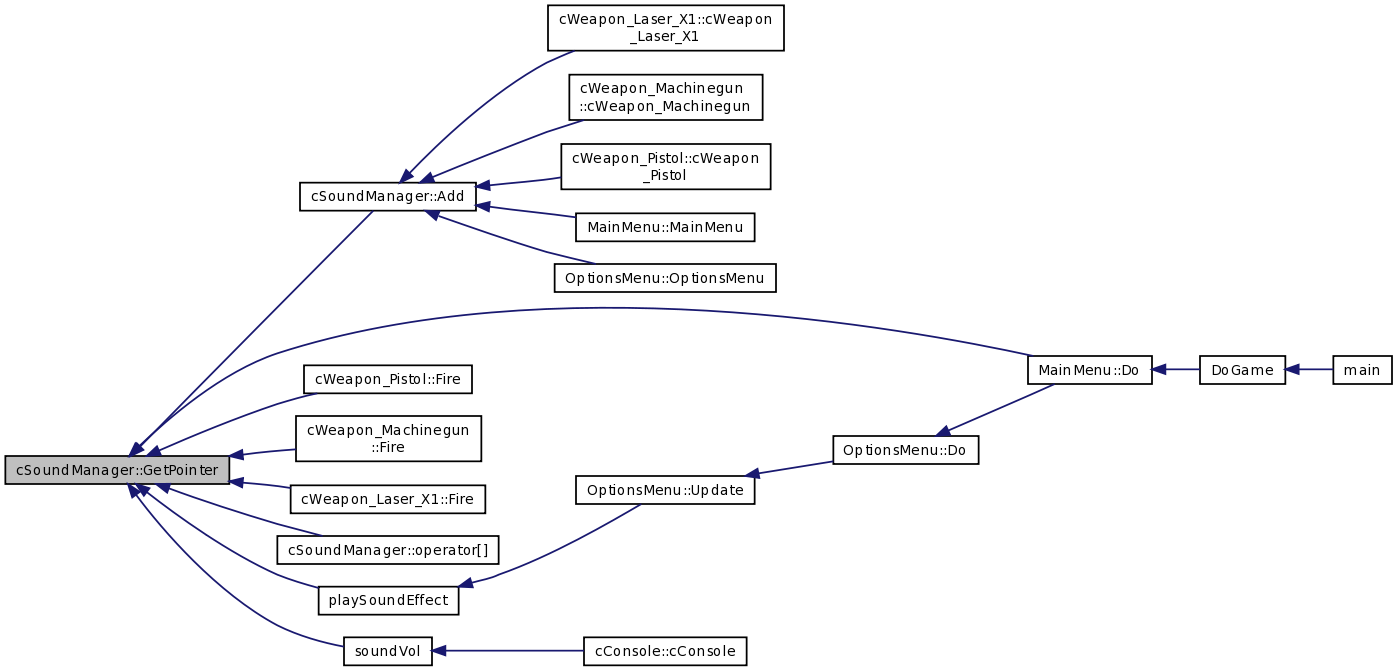 cWeapon_Laser_X1::cWeapon
_Laser_X1
cWeapon_Machinegun
::cWeapon_Machinegun
cWeapon_Pistol::cWeapon
_Pistol
cSoundManager::Add
MainMenu::MainMenu
OptionsMenu::OptionsMenu
MainMenu::Do
DoGame
main
cWeapon_Pistol::Fire
cWeapon_Machinegun
::Fire
OptionsMenu::Do
cSoundManager::GetPointer
OptionsMenu::Update
cWeapon_Laser_X1::Fire
cSoundManager::operator[]
playSoundEffect
soundVol
cConsole::cConsole